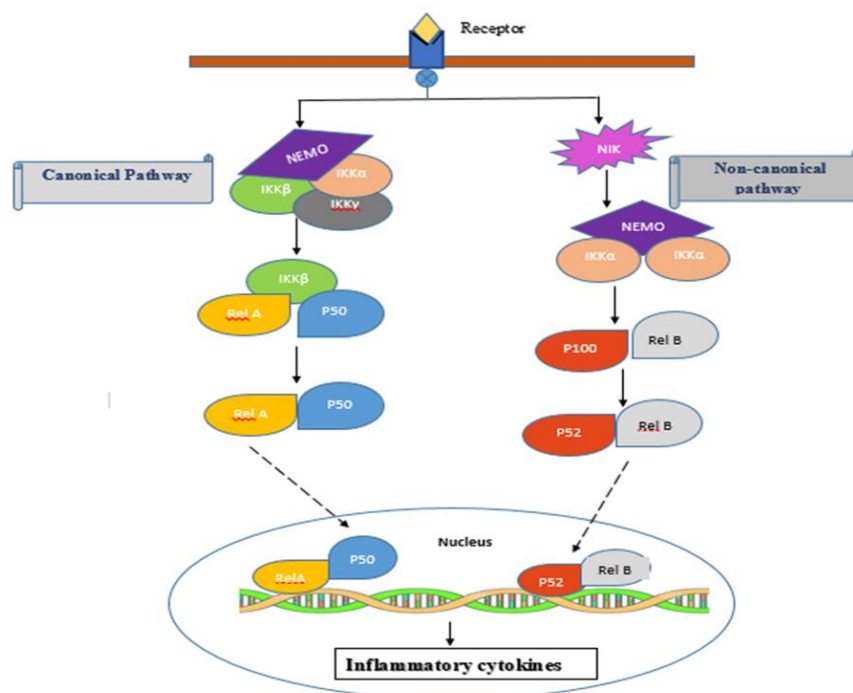 Receptor
NEMO
IKKα
IKKβ
IKKγ
Canonical Pathway
NIK
Non-canonical
pathway
NEMO
IKKα
IKKα
IKKβ
Rel A
P50
P100
Rel B
Rel A
P50
P52
Rel B
Nucleus
RelA
P50
P52
Rel B
Inflammatory cytokines